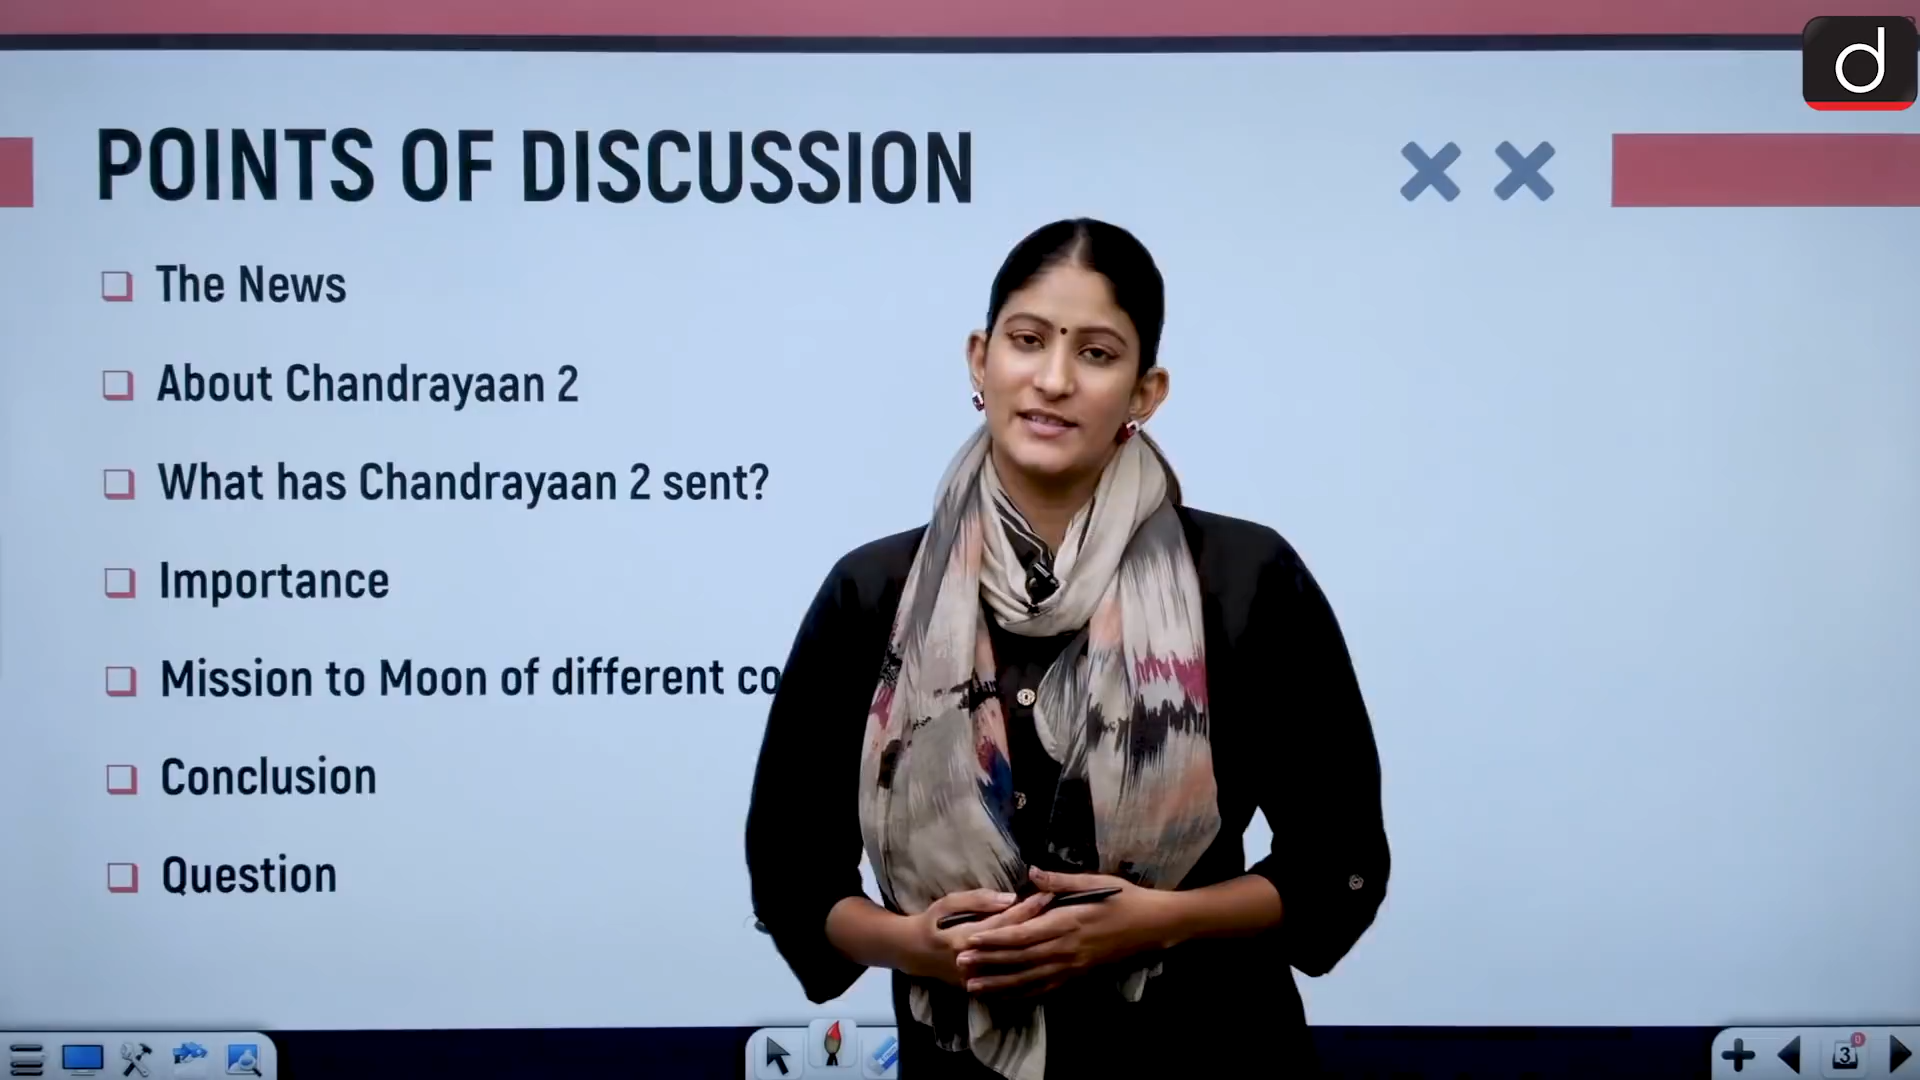 d
POINTS OF DISCUSSION
The News
About Chandrayaan 2
What has Chandrayaan 2 sent?
Importance
Mission to Moon of different co
Conclusion
Question
3